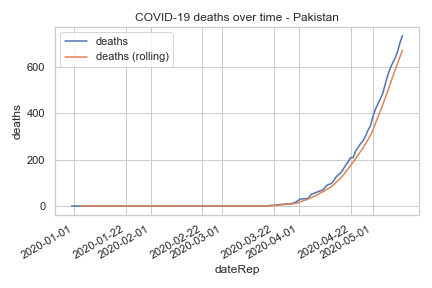 COVID-19 deaths over time - Pakistan
deaths
deaths (rolling)
600
400
200
0
deaths
2020-01-01
2020-01-22
2020-02-01
2020-02-22
2020-03-01
2020-03-22
2020-04-01
2020-04-22
2020-05-01
dateRep